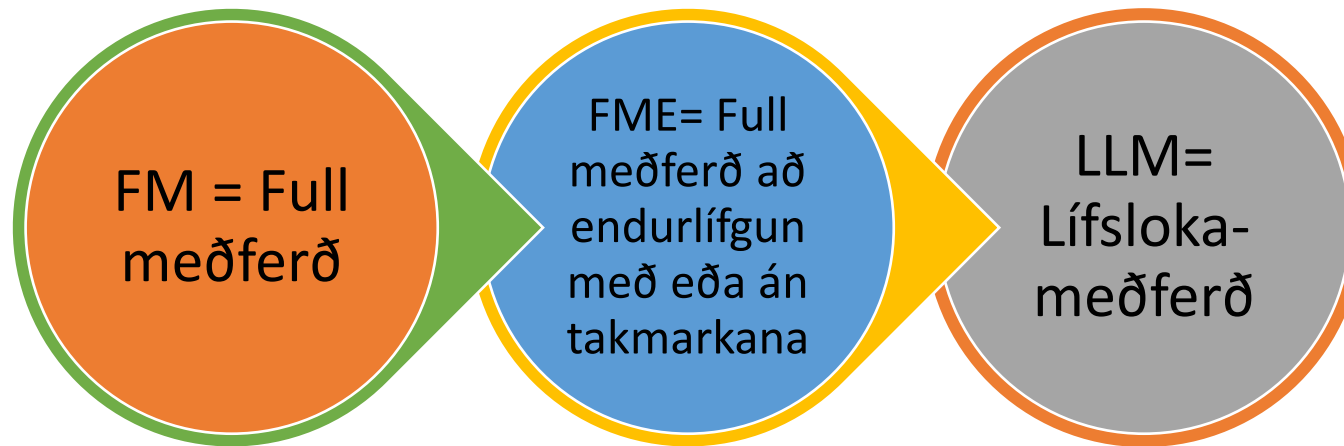 FM = Full
meðferð
FME= Full
meðferð að
endurlífgun
með eða án
takmarkana
LLM=
Lífsloka-
meðferð